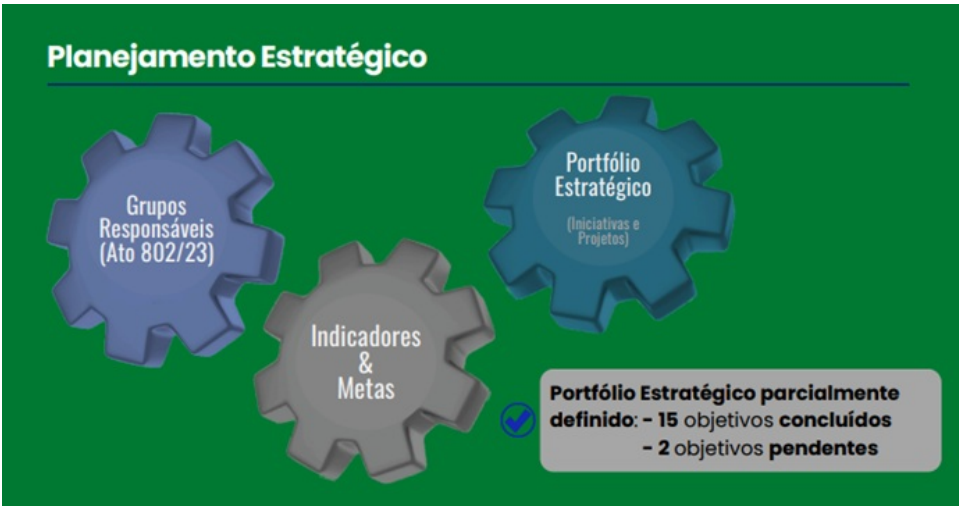 Planejamento Estratégico
Grupos
Responsáveis
(Ato 802/23)
Indicadores
&
Metas
Portfólio
Estratégico
(Iniciativas e
Projetos)
Portfólio Estratégico parcialmente
definido: - 15 objetivos concluídos
- 2 objetivos pendentes